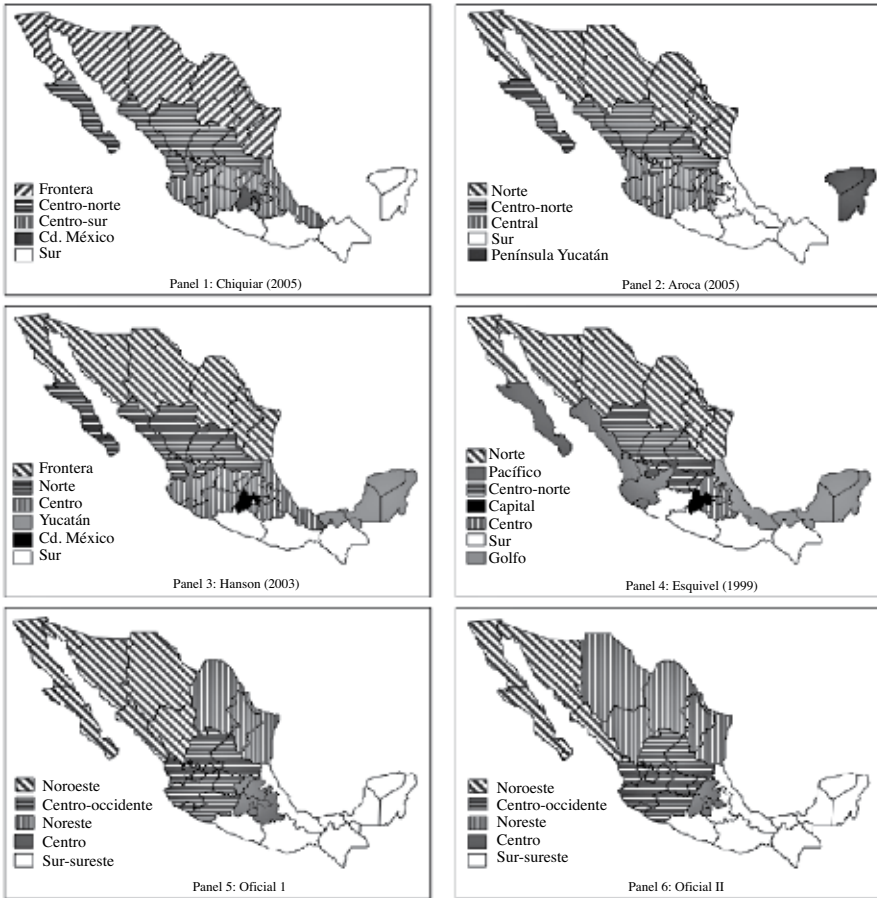 Frontera
Centro-norte
Centro-sur
Cd. México
Sur
Panel 1: Chiquiar (2005)
Norte
Centro-norte
Central
Sur
Península Yucatán
Panel 2: Aroca (2005)
Frontera
Norte
Centro
Yucatán
Cd. México
Sur
Panel 3: Hanson (2003)
Norte
Pacífico
Centro-norte
Capital
Centro
Sur
Golfo
Panel 4: Esquivel (1999)
Noroeste
Centro-occidente
Noreste
Centro
Sur-sureste
Panel 5: Oficial 1
Noroeste
Centro-occidente
Noreste
Centro
Sur-sureste
Panel 6: Oficial II